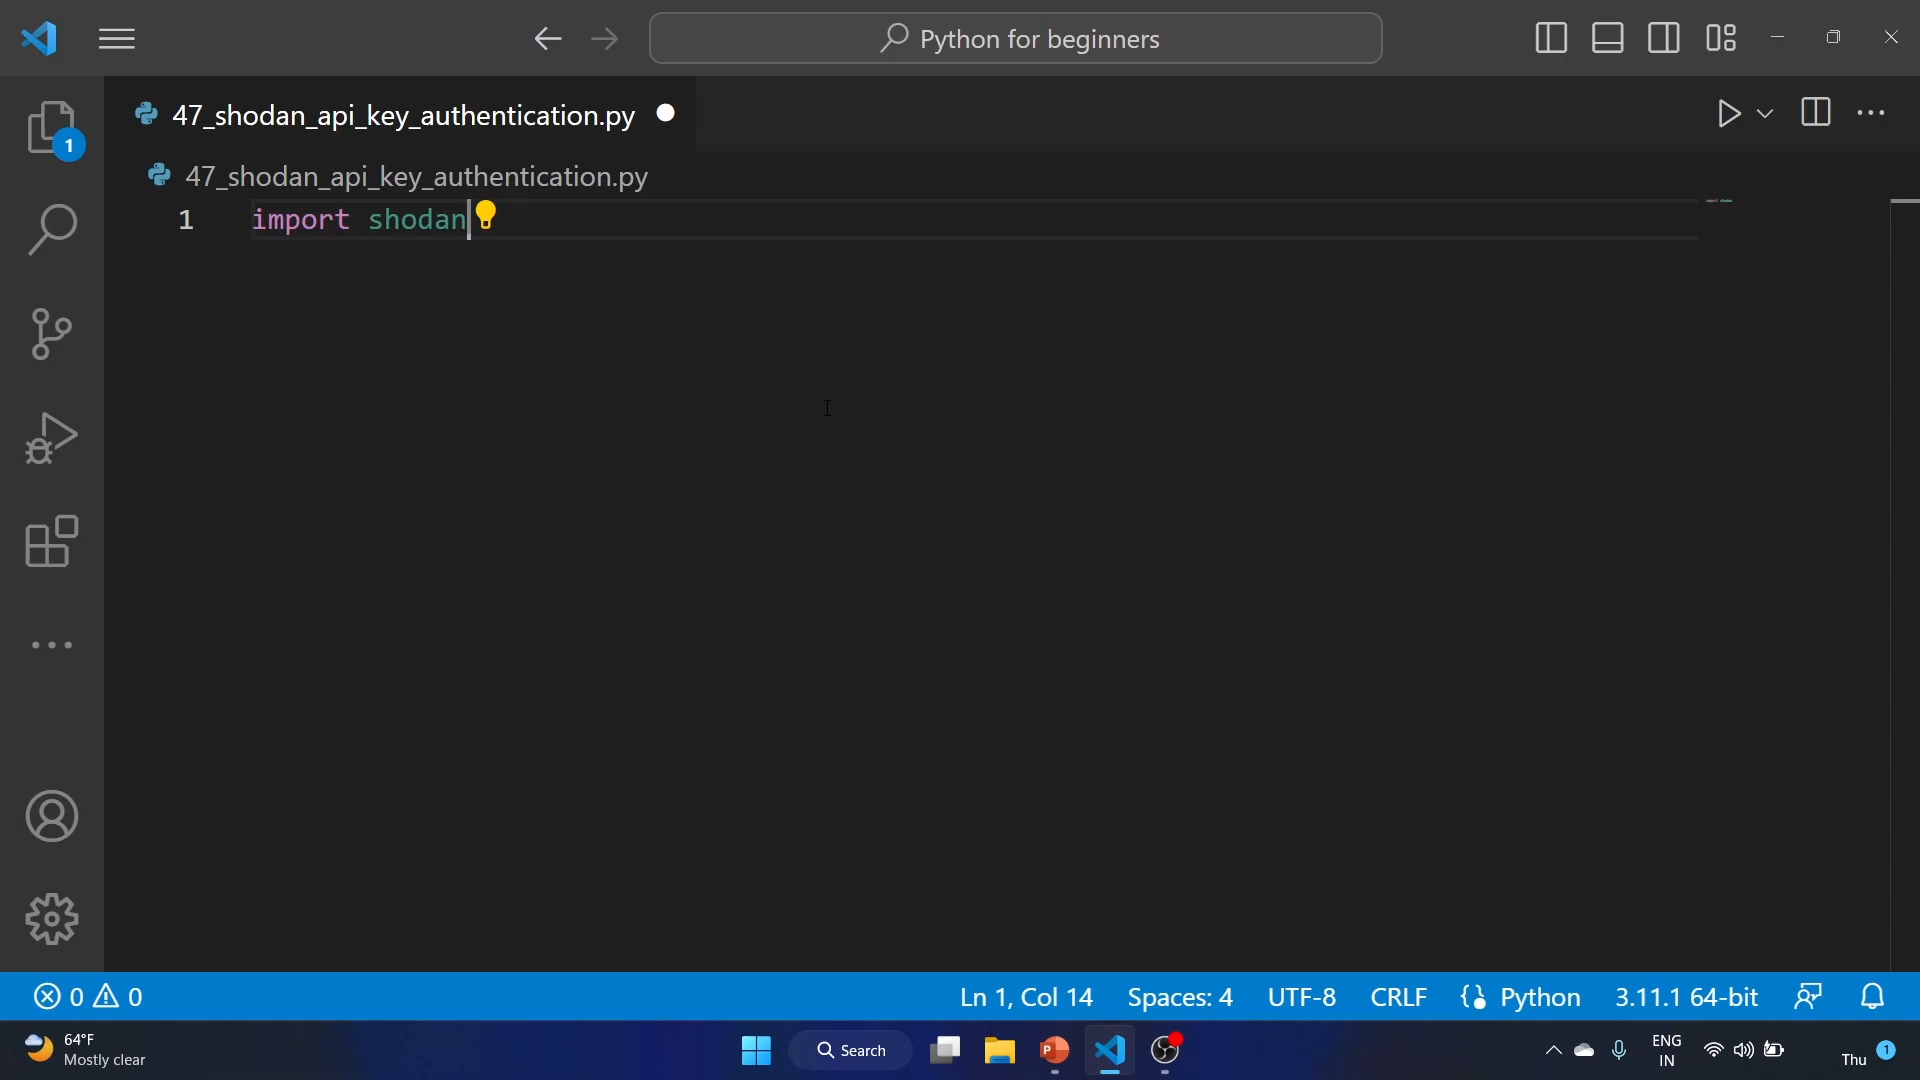 Python for beginners
47_shodan_api_key_authentication.py
1
47_shodan_api_key_authentication.py
1 import shodan
0 0 Ln 1, Col 14 Spaces: 4 UTF-8 CRLF Python 3.11.1 64-bit
64°F
Mostly clear
Search
ENG
IN
Thu 1